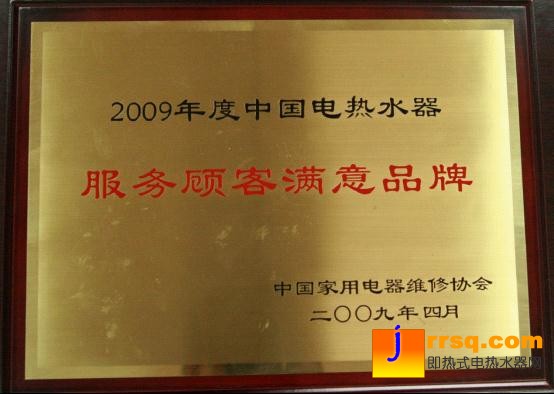 2009年度中国电热水器
服务顾客满意品牌
中国家用电器维修协会
二〇〇九年四月
jrrsq.com
即热式电热水器网